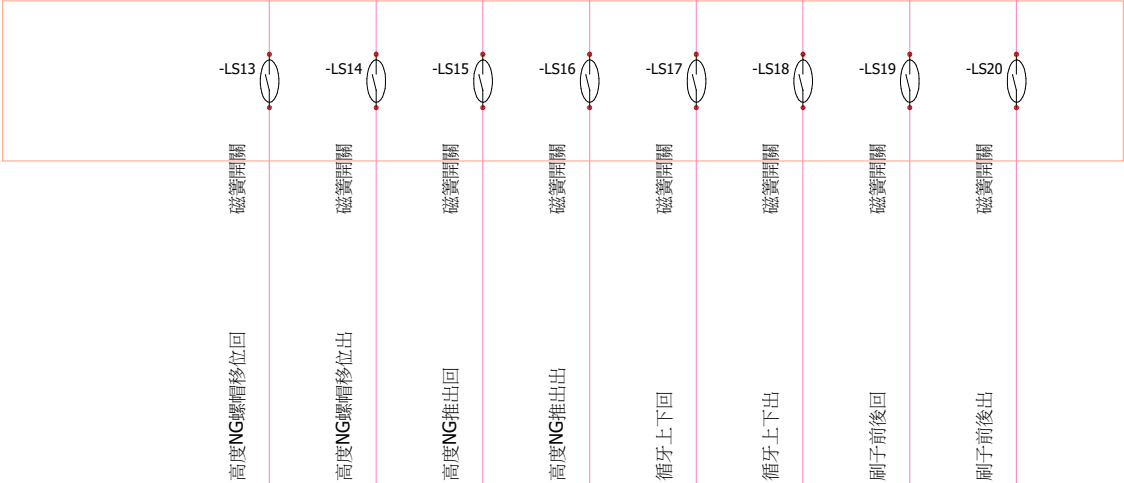 -LS13
-LS14
-LS15
-LS16
-LS17
-LS18
-LS19
-LS20
磁簧開關
磁簧開關
磁簧開關
磁簧開關
磁簧開關
磁簧開關
磁簧開關
磁簧開關
高度NG螺帽移位回
高度NG螺帽移位出
高度NG推出回
高度NG推出出
循牙上下回
循牙上下出
刷子前後回
刷子前後出